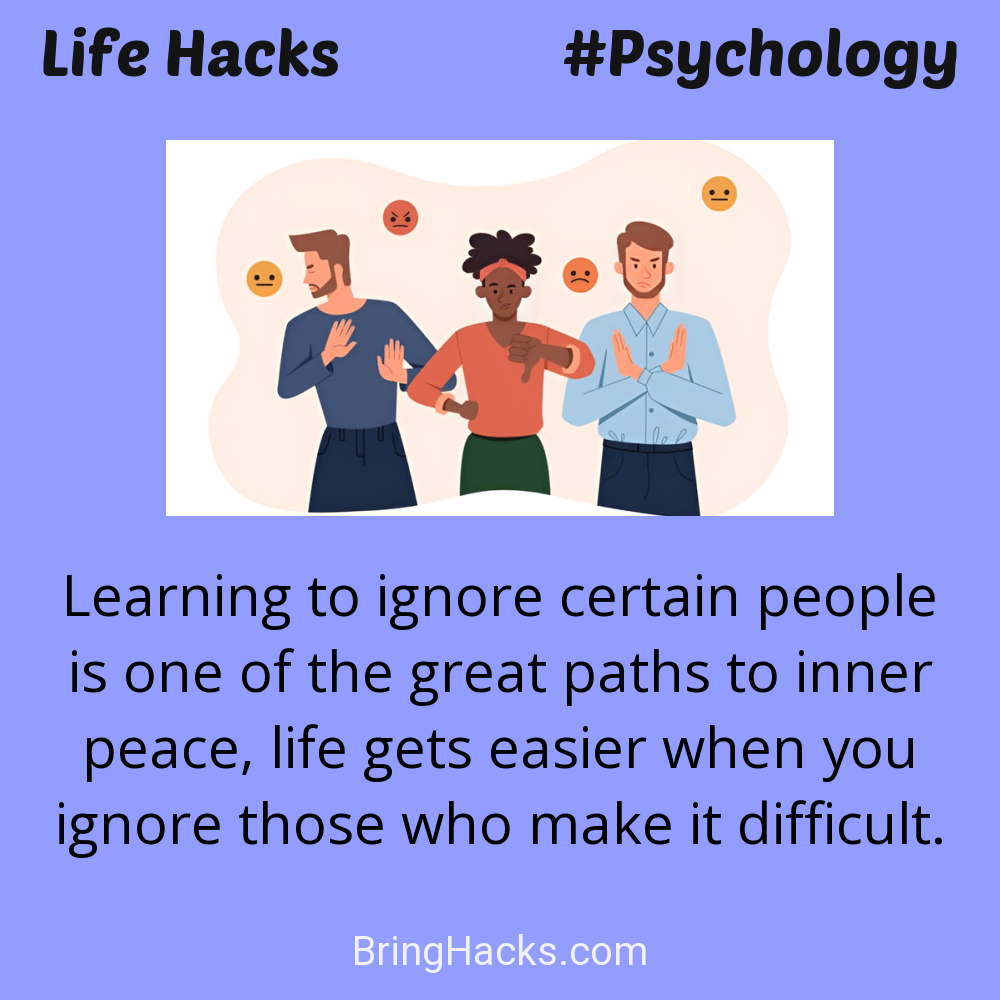 Life Hacks #Psychology
Learning to ignore certain people
is one of the great paths to inner
peace, life gets easier when you
ignore those who make it difficult.
BringHacks.com